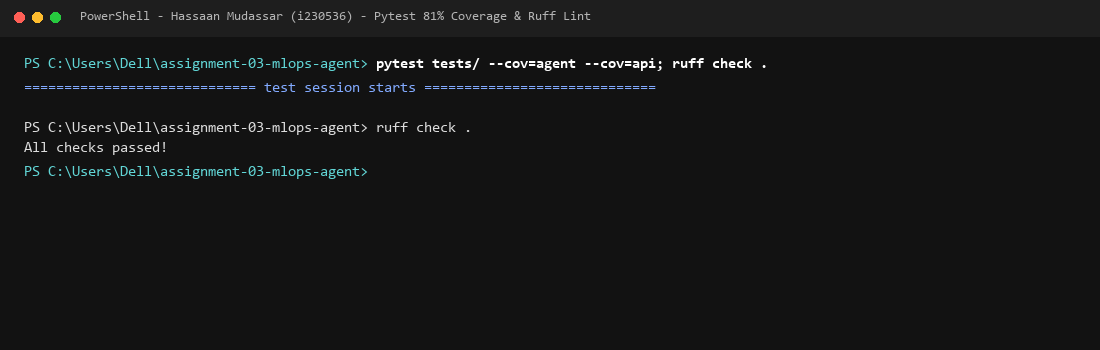 PowerShell - Hassaan Mudassar (i230536) - Pytest 81% Coverage & Ruff Lint
PS C:\Users\Dell\assignment-03-mlops-agent> pytest tests/ --cov=agent --cov=api; ruff check .
============================= test session starts =============================
PS C:\Users\Dell\assignment-03-mlops-agent> ruff check .
All checks passed!
PS C:\Users\Dell\assignment-03-mlops-agent>